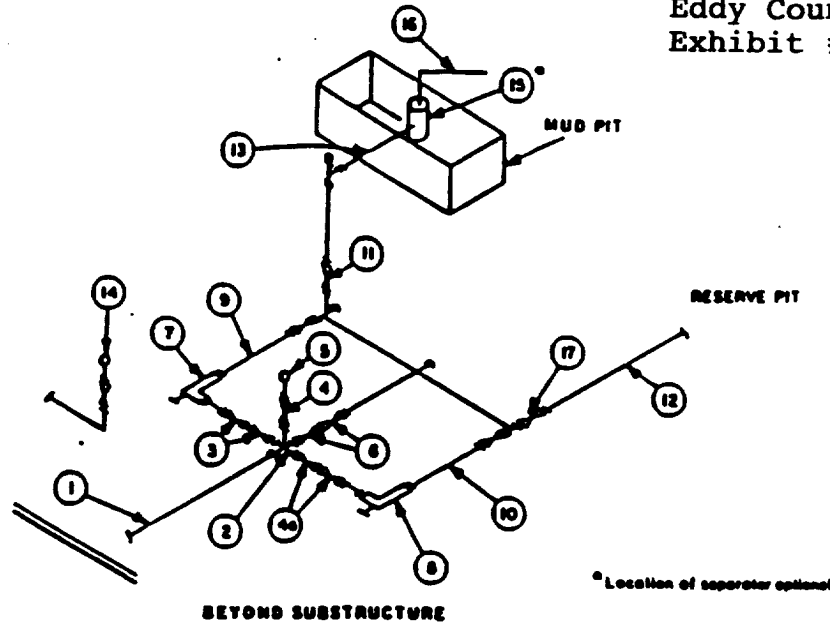 Eddy Coun
Exhibit #
16
15*
MUD PIT
13
11
14
9
RESERVE PIT
7
5
17
4
12
3
6
1
10
2
4a
8
*Location of separator optional
BEYOND SUBSTRUCTURE